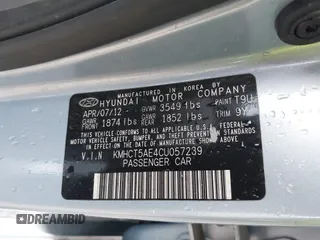 MANUFACTURED IN S. KOREA BY
HYUNDAI MOTOR COMPANY
APR/07/12 GVWR 3549 lbs PAINT T9U
GAWR FRONT 1874 lbs GAWR REAR 1852 lbs TRIM 9Y
THIS VEHICLE CONFORMS TO ALL APPLICABLE U.S. FEDERAL
MOTOR VEHICLE SAFETY, BUMPER, AND THEFT PREVENTION
STANDARDS IN EFFECT ON THE DATE OF MANUFACTURE SHOWN ABOVE.
V.I.N KMHCT5AE4CU057239
PASSENGER CAR
DREAMBID